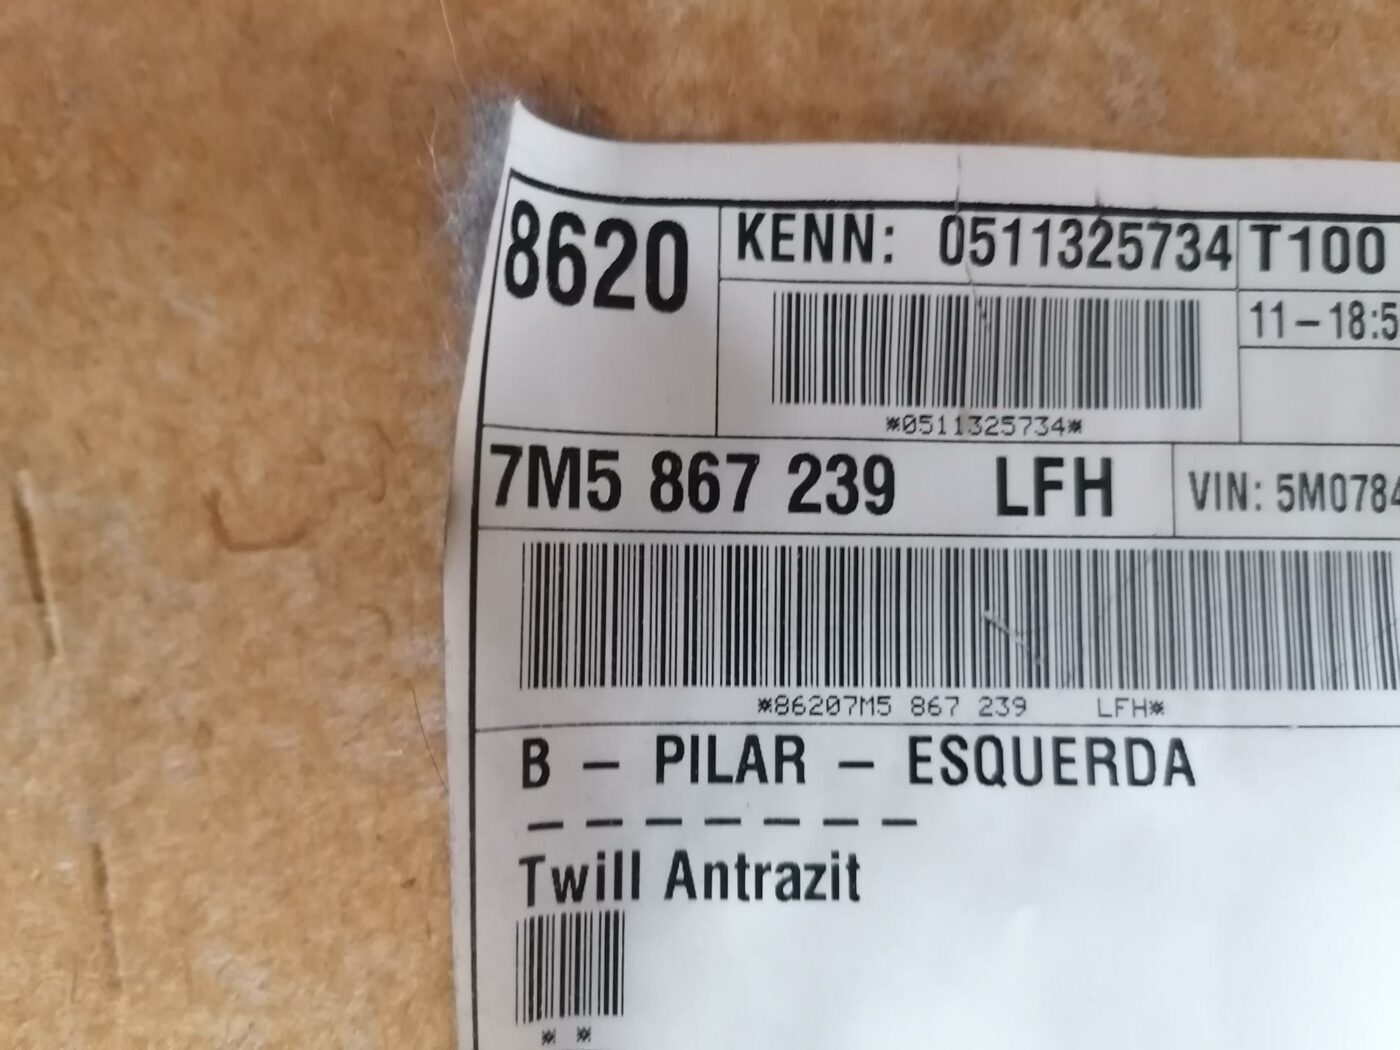 8620 KENN: 0511325734 T100
11-18:5
*0511325734*
7M5 867 239 LFH VIN: 5M0784
*86207M5 867 239 LFH*
B - PILAR - ESQUERDA
- - - - - - -
Twill Antrazit
* *